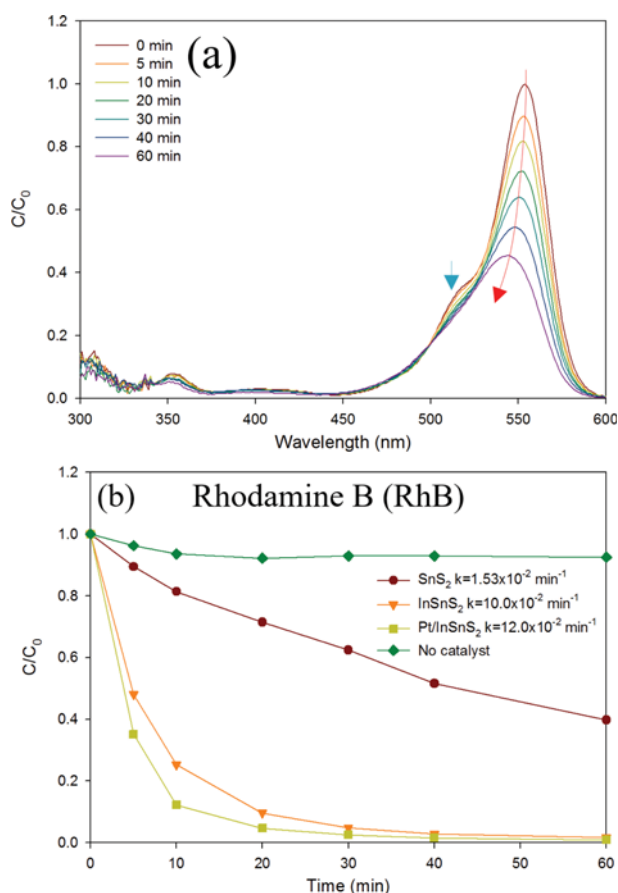 (a)
0 min
5 min
10 min
20 min
30 min
40 min
60 min
C/C₀
1.2
1.0
0.8
0.6
0.4
0.2
0.0
300 350 400 450 500 550 600
Wavelength (nm)
(b) Rhodamine B (RhB)
SnS₂ k=1.53x10⁻² min⁻¹
InSnS₂ k=10.0x10⁻² min⁻¹
Pt/InSnS₂ k=12.0x10⁻² min⁻¹
No catalyst
C/C₀
1.2
1.0
0.8
0.6
0.4
0.2
0.0
0 10 20 30 40 50 60
Time (min)